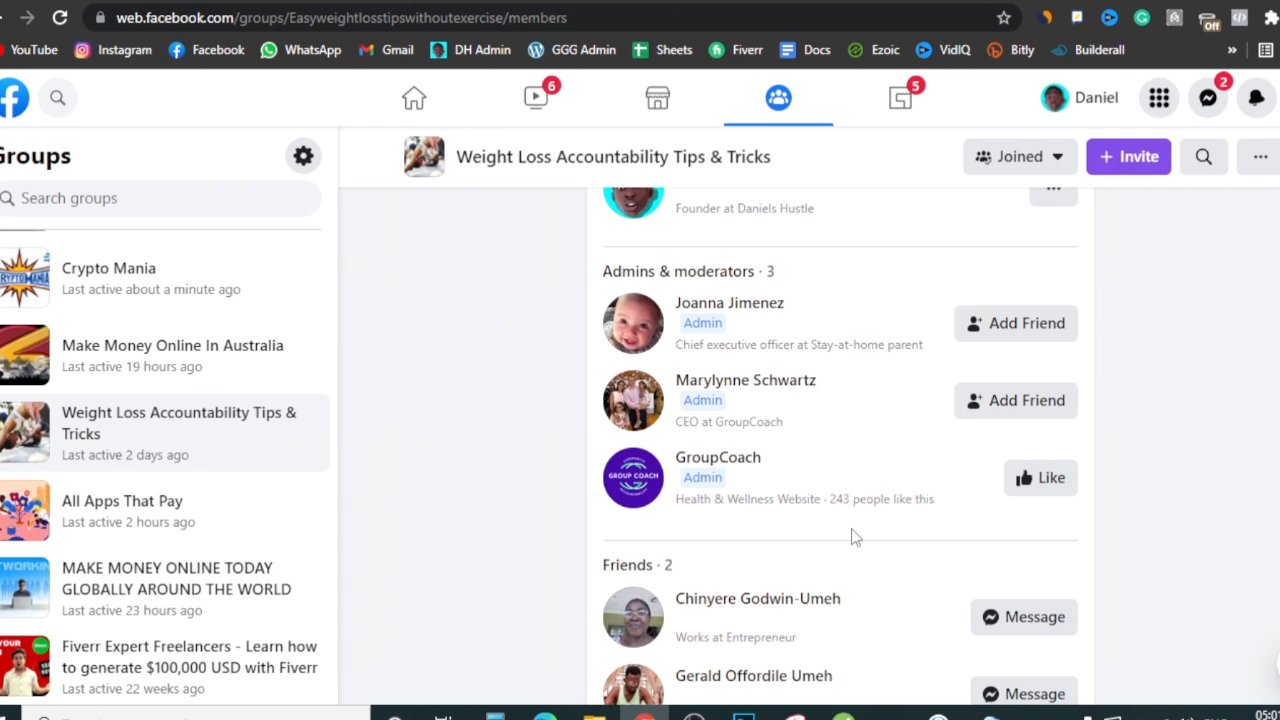 web.facebook.com/groups/Easyweightlosstipswithoutexercise/members
Off
YouTube Instagram Facebook WhatsApp Gmail DH Admin GGG Admin Sheets Fiverr Docs Ezoic VidIQ Bitly Builderall »
6
5
Daniel
2
Groups
Search groups
Crypto Mania
Last active about a minute ago
Make Money Online In Australia
Last active 19 hours ago
Weight Loss Accountability Tips &
Tricks
Last active 2 days ago
All Apps That Pay
Last active 2 hours ago
MAKE MONEY ONLINE TODAY
GLOBALLY AROUND THE WORLD
Last active 23 hours ago
Fiverr Expert Freelancers - Learn how
to generate $100,000 USD with Fiverr
Last active 22 weeks ago
Weight Loss Accountability Tips & Tricks
Joined
+ Invite
Founder at Daniels Hustle
Admins & moderators · 3
Joanna Jimenez
Admin
Chief executive officer at Stay-at-home parent
Add Friend
Marylynne Schwartz
Admin
CEO at GroupCoach
Add Friend
GROUP COACH
GroupCoach
Admin
Health & Wellness Website · 243 people like this
Like
Friends · 2
Chinyere Godwin-Umeh
Works at Entrepreneur
Message
Gerald Offordile Umeh
Message